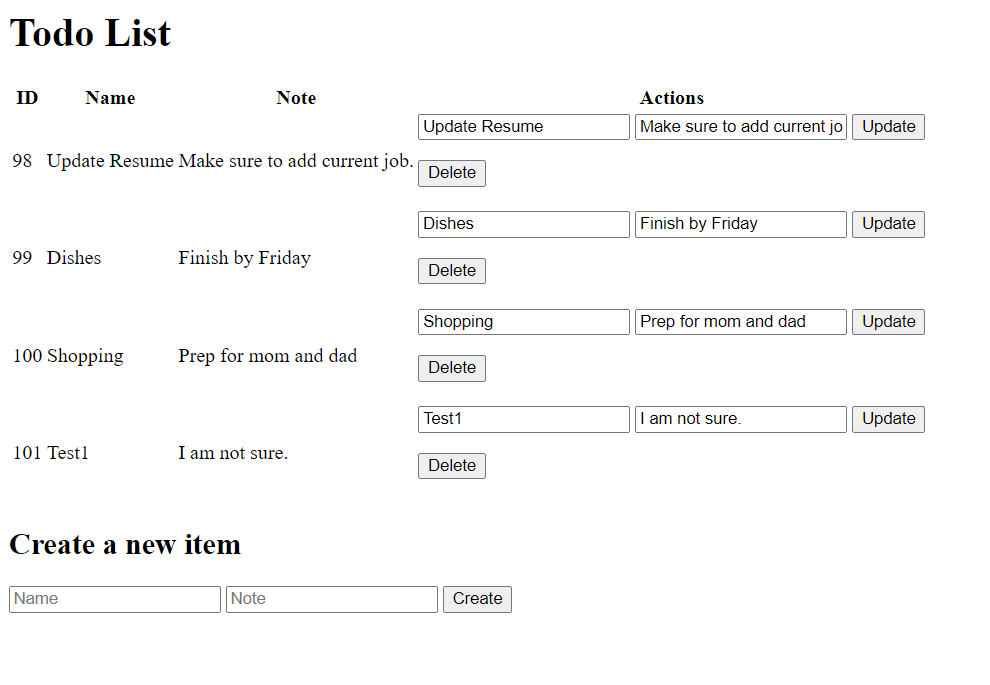 Todo List
ID Name Note Actions
Update Resume Make sure to add current jo Update
98 Update Resume Make sure to add current job.
Delete
Dishes Finish by Friday Update
99 Dishes Finish by Friday
Delete
Shopping Prep for mom and dad Update
100 Shopping Prep for mom and dad
Delete
Test1 I am not sure. Update
101 Test1 I am not sure.
Delete
Create a new item
Name Note Create